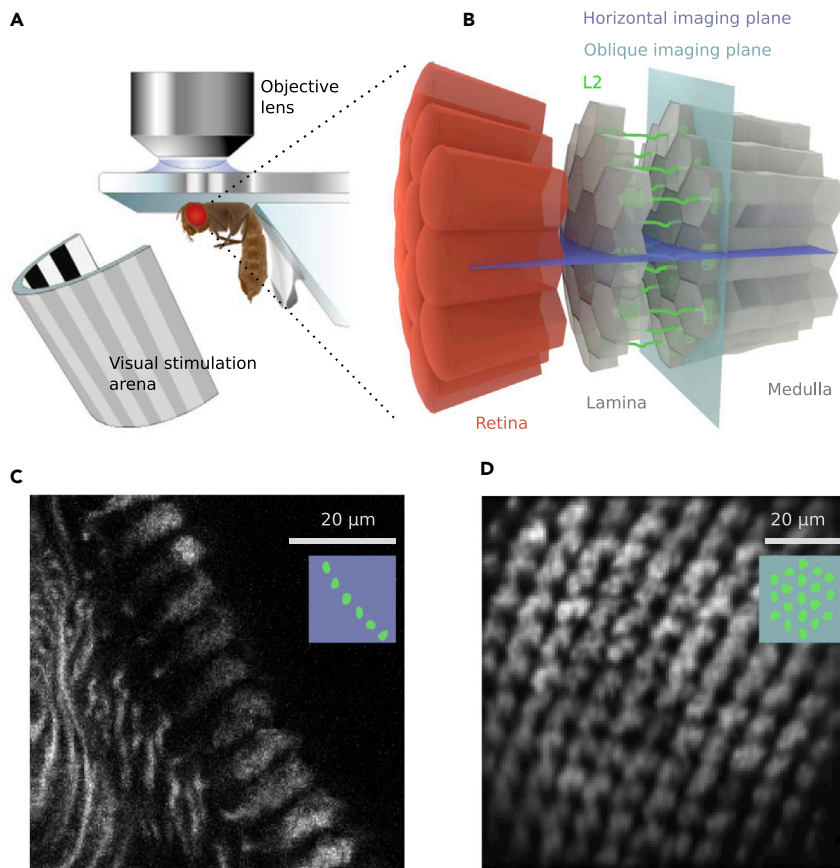 A
Objective
lens
Visual stimulation
arena
B
Horizontal imaging plane
Oblique imaging plane
L2
Retina
Lamina
Medulla
C
20 µm
D
20 µm